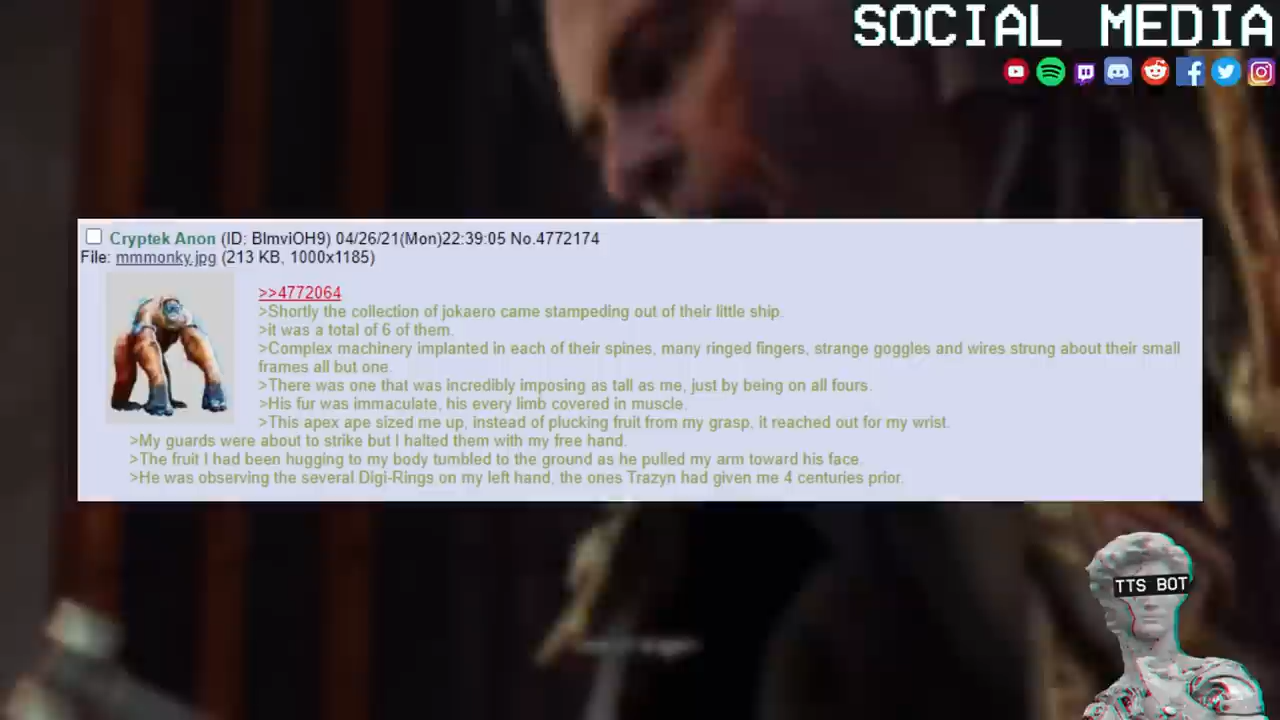 SOCIAL MEDIA
Cryptek Anon (ID: BlmviOH9) 04/26/21(Mon)22:39:05 No.4772174
File: mmmonky.jpg (213 KB, 1000x1185)
>>4772064
>Shortly the collection of jokaero came stampeding out of their little ship.
>it was a total of 6 of them.
>Complex machinery implanted in each of their spines, many ringed fingers, strange goggles and wires strung about their small
frames all but one.
>There was one that was incredibly imposing as tall as me, just by being on all fours.
>His fur was immaculate, his every limb covered in muscle.
>This apex ape sized me up, instead of plucking fruit from my grasp, it reached out for my wrist.
>My guards were about to strike but I halted them with my free hand.
>The fruit I had been hugging to my body tumbled to the ground as he pulled my arm toward his face.
>He was observing the several Digi-Rings on my left hand, the ones Trazyn had given me 4 centuries prior.
TTS BOT